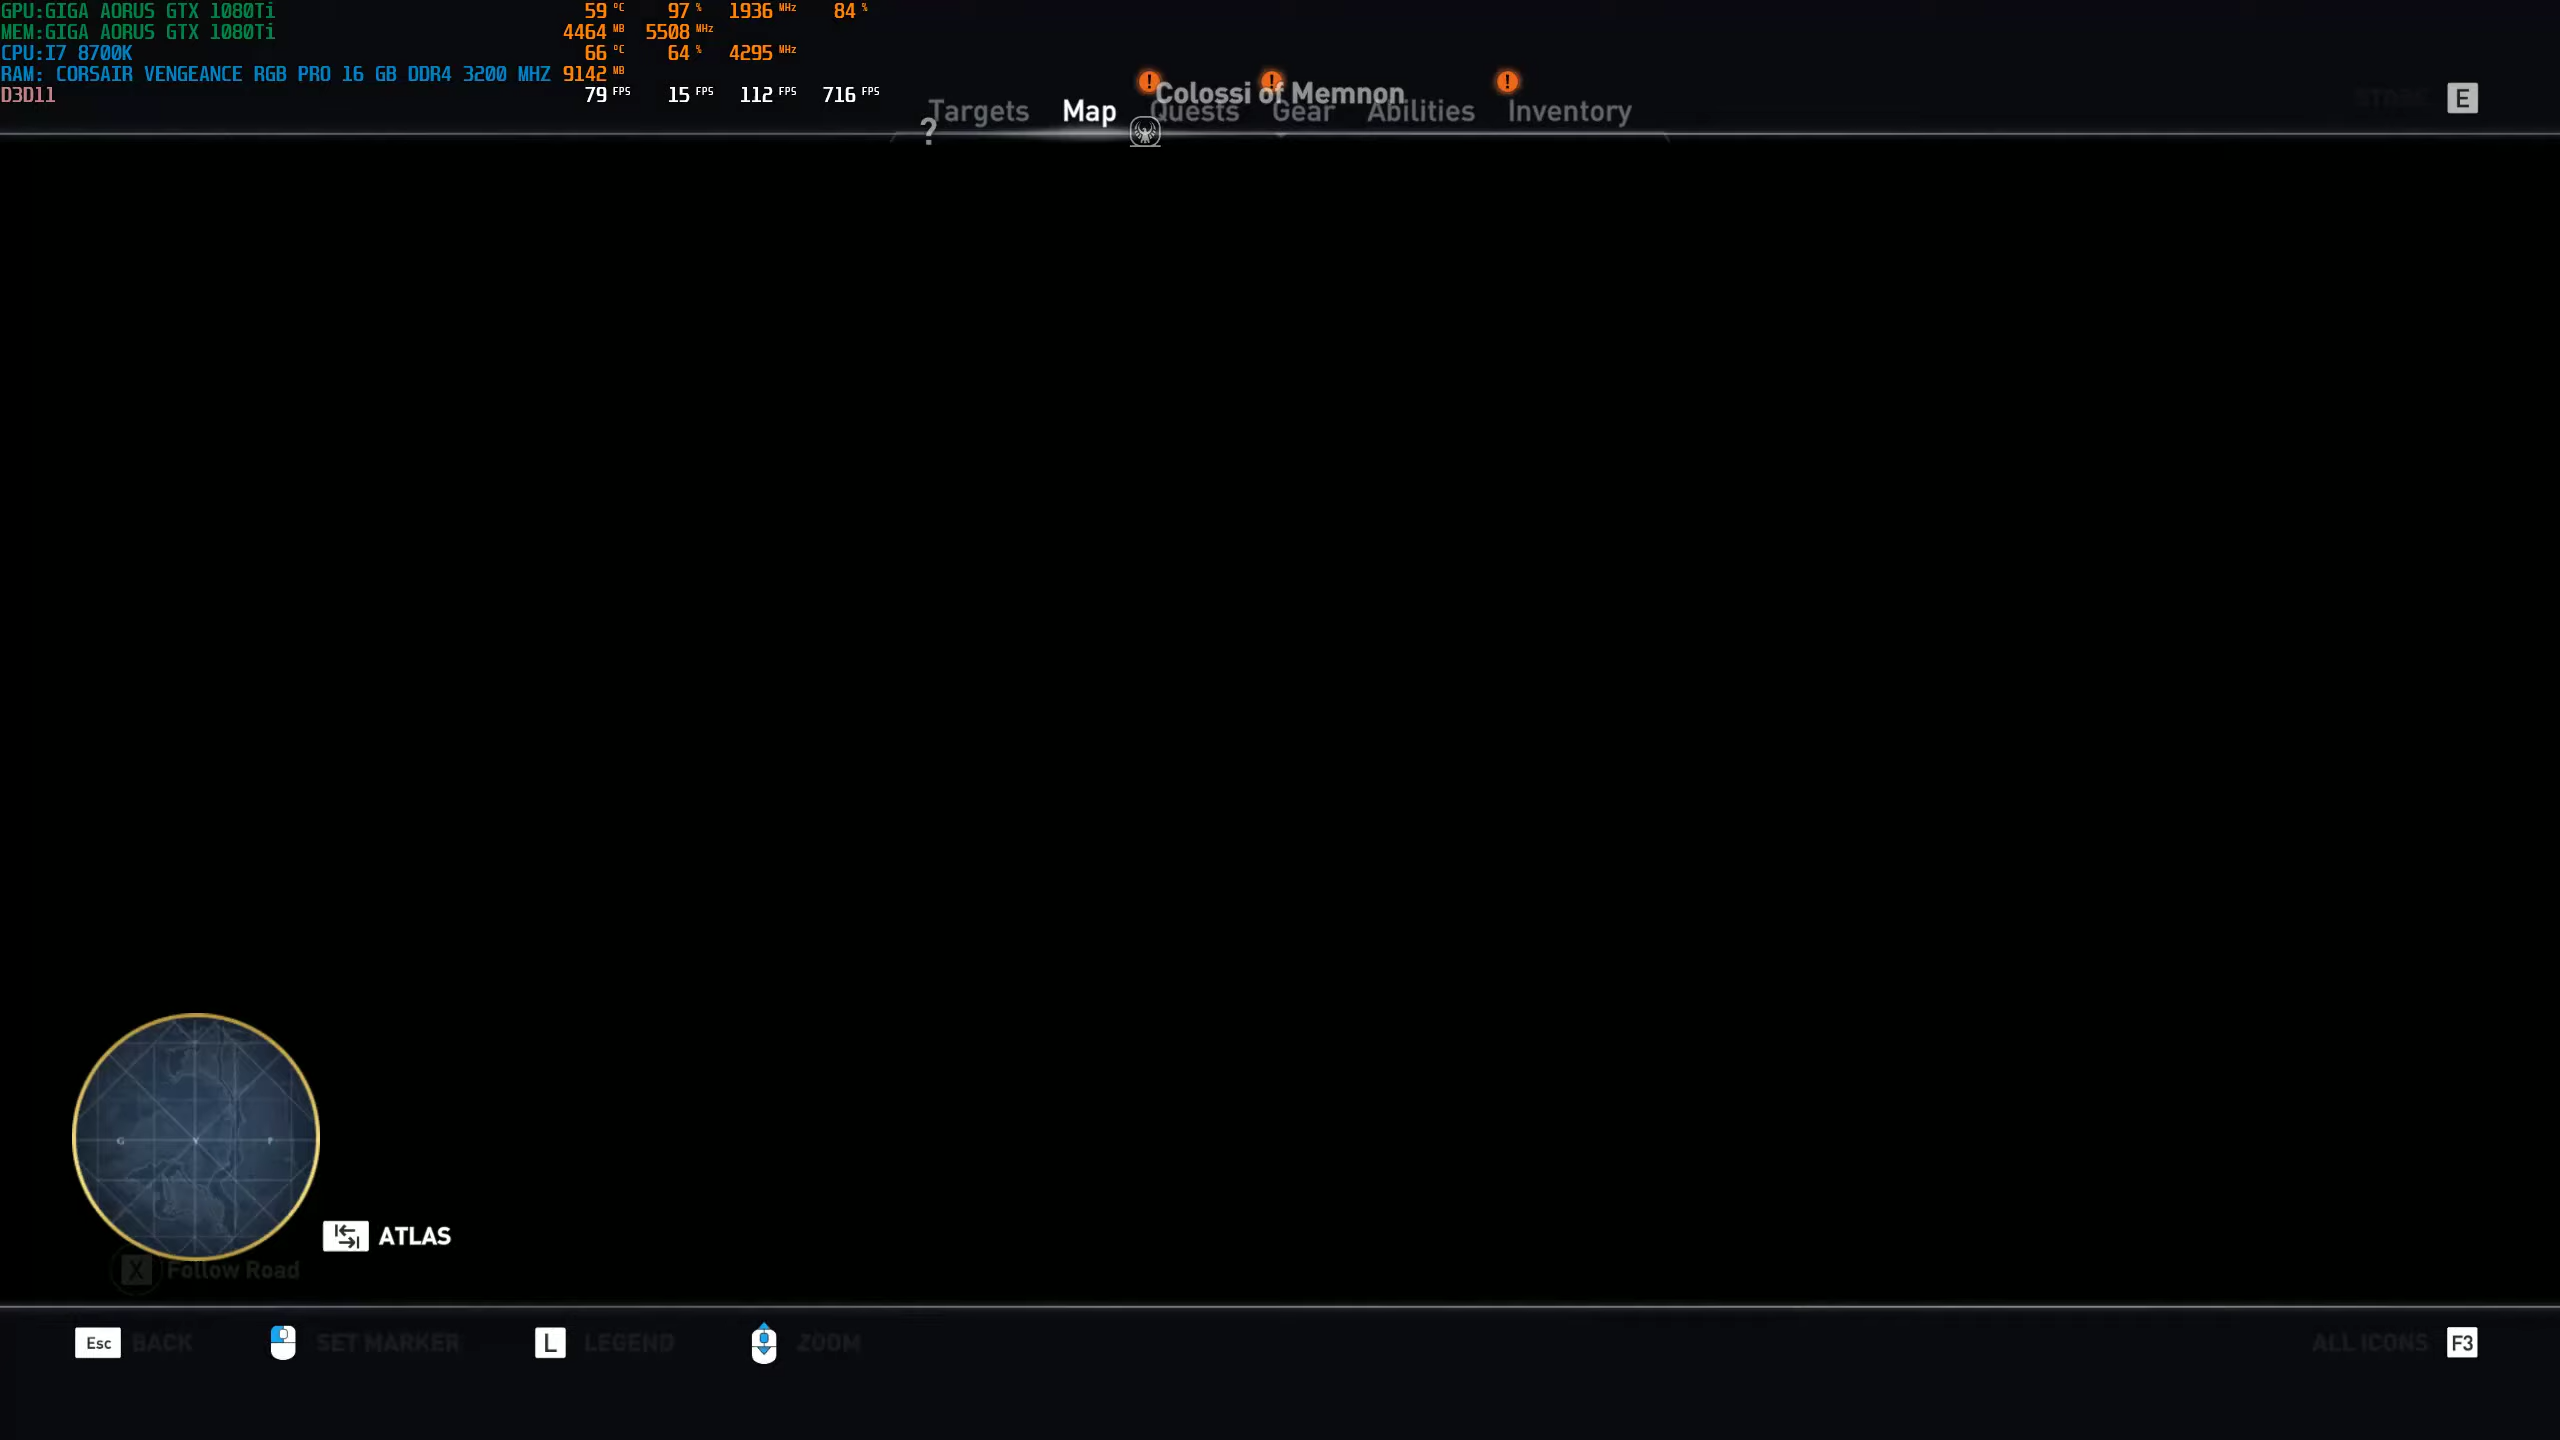 GPU:GIGA AORUS GTX 1080Ti 59 °C 97 % 1936 MHz 84 %
MEM:GIGA AORUS GTX 1080Ti 4464 MB 5508 MHz
CPU:I7 8700K 66 °C 64 % 4295 MHz
RAM: CORSAIR VENGEANCE RGB PRO 16 GB DDR4 3200 MHZ 9142 MB
D3D11 79 FPS 15 FPS 112 FPS 716 FPS
! ! !
Colossi of Memnon
Targets Map Quests Gear Abilities Inventory
STORE E
?
G V P
ATLAS
X Follow Road
Esc BACK SET MARKER L LEGEND ZOOM ALL ICONS F3